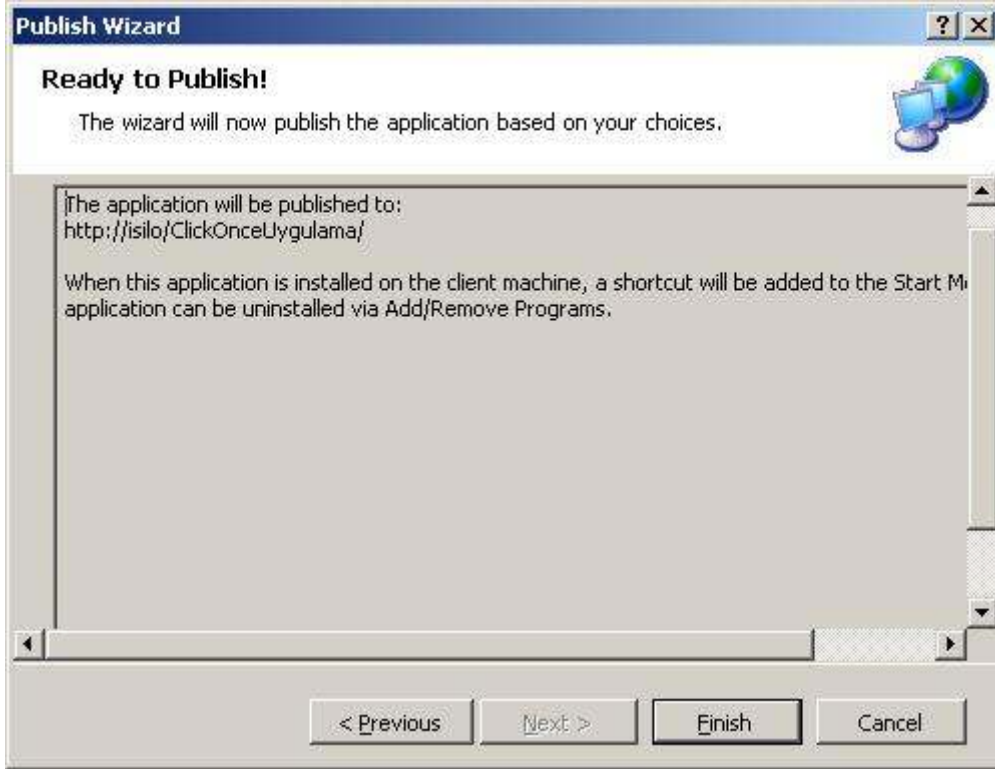 Publish Wizard
Ready to Publish!
The wizard will now publish the application based on your choices.
The application will be published to:
http://isilo/ClickOnceUygulama/
When this application is installed on the client machine, a shortcut will be added to the Start
application can be uninstalled via Add/Remove Programs.
< Previous
Next >
Finish
Cancel